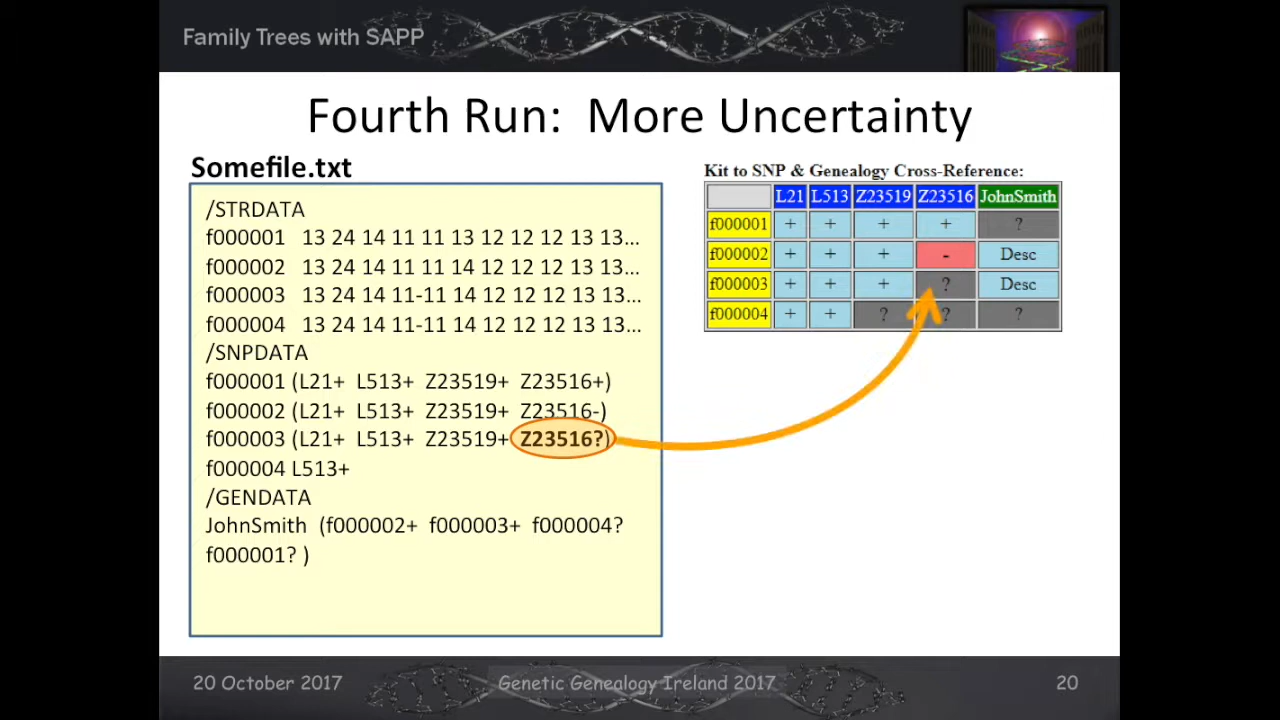 Family Trees with SAPP
Fourth Run: More Uncertainty
Somefile.txt
/STRDATA
f000001 13 24 14 11 11 13 12 12 12 13 13...
f000002 13 24 14 11 11 14 12 12 12 13 13...
f000003 13 24 14 11-11 14 12 12 12 13 13...
f000004 13 24 14 11-11 14 12 12 12 13 13...
/SNPDATA
f000001 (L21+ L513+ Z23519+ Z23516+)
f000002 (L21+ L513+ Z23519+ Z23516-)
f000003 (L21+ L513+ Z23519+ Z23516?)
f000004 L513+
/GENDATA
JohnSmith (f000002+ f000003+ f000004?
f000001? )
Kit to SNP & Genealogy Cross-Reference:
L21 L513 Z23519 Z23516 JohnSmith
f000001 + + + + ?
f000002 + + + - Desc
f000003 + + + ? Desc
f000004 + + ? ? ?
20 October 2017
Genetic Genealogy Ireland 2017
20